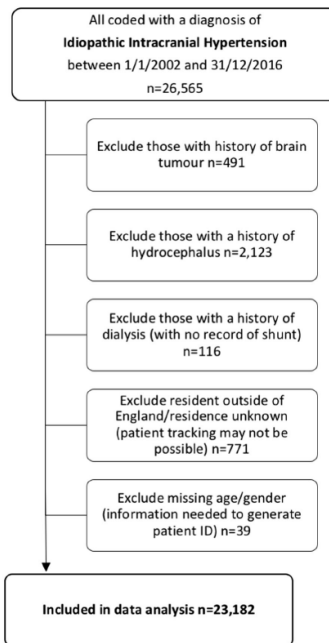 All coded with a diagnosis of
Idiopathic Intracranial Hypertension
between 1/1/2002 and 31/12/2016
n=26,565
Exclude those with history of brain
tumour n=491
Exclude those with a history of
hydrocephalus n=2,123
Exclude those with a history of
dialysis (with no record of shunt)
n=116
Exclude resident outside of
England/residence unknown
(patient tracking may not be
possible) n=771
Exclude missing age/gender
(information needed to generate
patient ID) n=39
Included in data analysis n=23,182